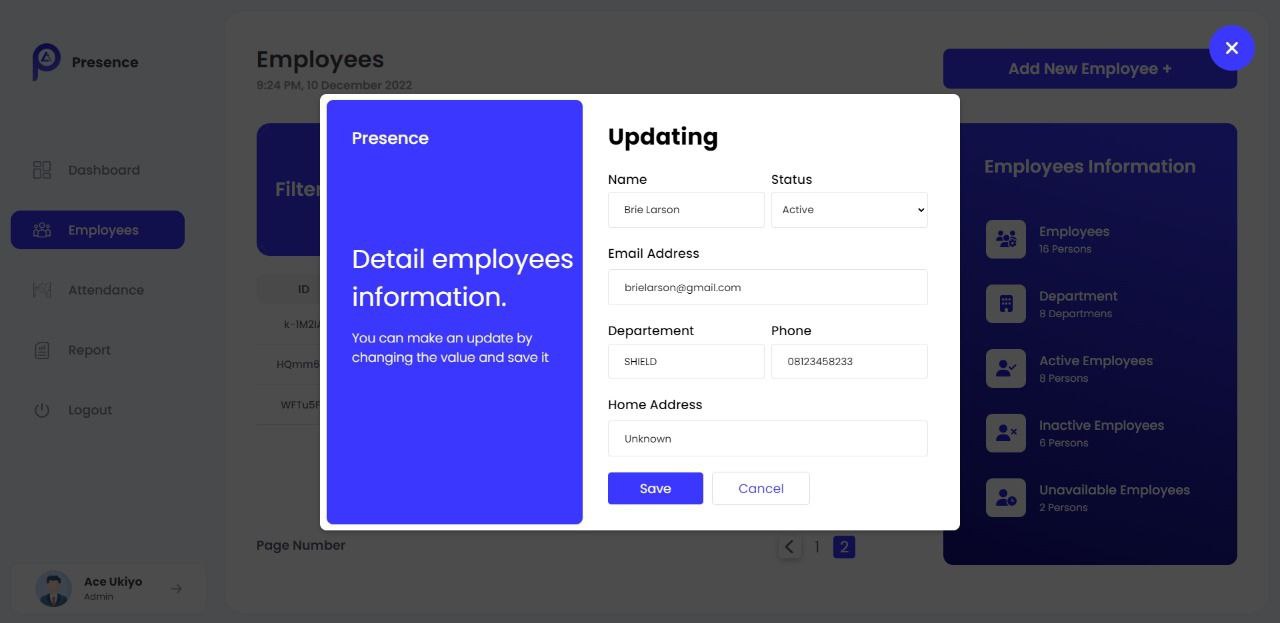 Presence
Dashboard
Employees
Attendance
Report
Logout
Ace Ukiyo
Admin
Employees
9:24 PM, 10 December 2022
Add New Employee +
Filter
ID
k-1M2IA
HQmm6
WFTu5F
Page Number
1
2
Presence
Detail employees
information.
You can make an update by
changing the value and save it
Updating
Name Status
Brie Larson Active
Email Address
brielarson@gmail.com
Departement Phone
SHIELD 08123458233
Home Address
Unknown
Save Cancel
Employees Information
Employees
16 Persons
Department
8 Departmens
Active Employees
8 Persons
Inactive Employees
6 Persons
Unavailable Employees
2 Persons